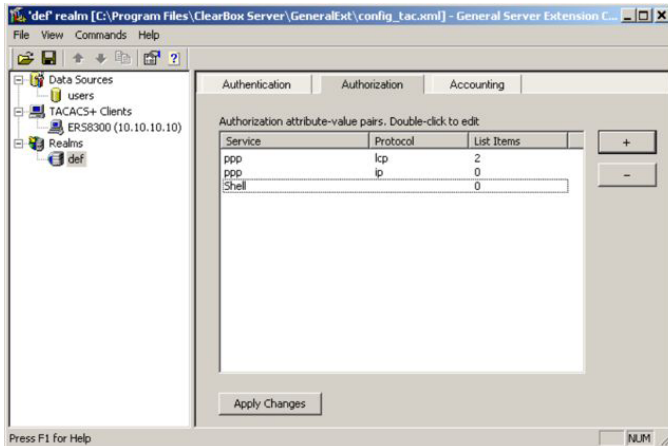 'def' realm [C:\Program Files\ClearBox Server\GeneralExt\config_tac.xml] - General Server Extension C...
File View Commands Help
Data Sources
users
TACACS+ Clients
ERS8300 (10.10.10.10)
Realms
def
Authentication Authorization Accounting
Authorization attribute-value pairs. Double-click to edit
Service Protocol List Items
ppp lcp 2
ppp ip 0
Shell 0
+
-
Apply Changes
Press F1 for Help NUM